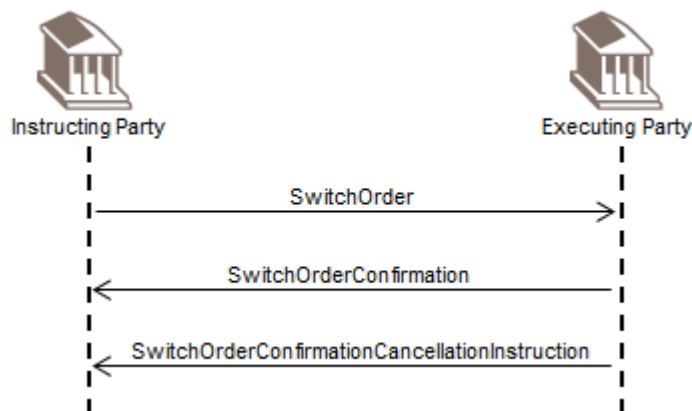 Instructing Party
Executing Party
SwitchOrder
SwitchOrderConfirmation
SwitchOrderConfirmationCancellationInstruction